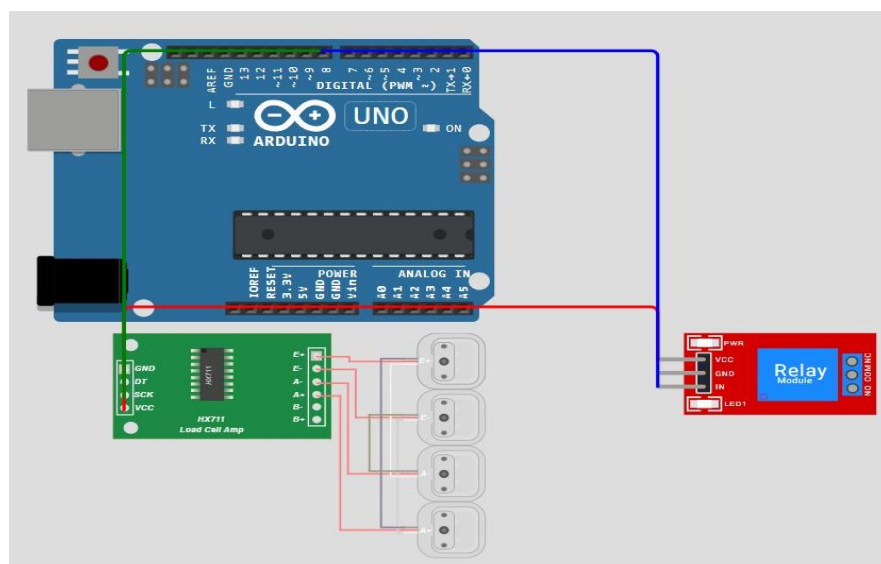 AREF GND 13 12 ~11 ~10 ~9 8 7 ~6 ~5 4 ~3 2 TX→1 RX←0
DIGITAL (PWM ~)
L
TX
RX
UNO
ON
ARDUINO
POWER
ANALOG IN
IOREF RESET 3.3V 5V GND GND Vin A0 A1 A2 A3 A4 A5
GND
DT
SCK
VCC
HX711
E+
E-
A-
A+
B-
B+
HX711
Load Cell Amp
E+
E-
A-
A+
PWR
VCC
GND
IN
LED1
Relay
Module
NO COM NC